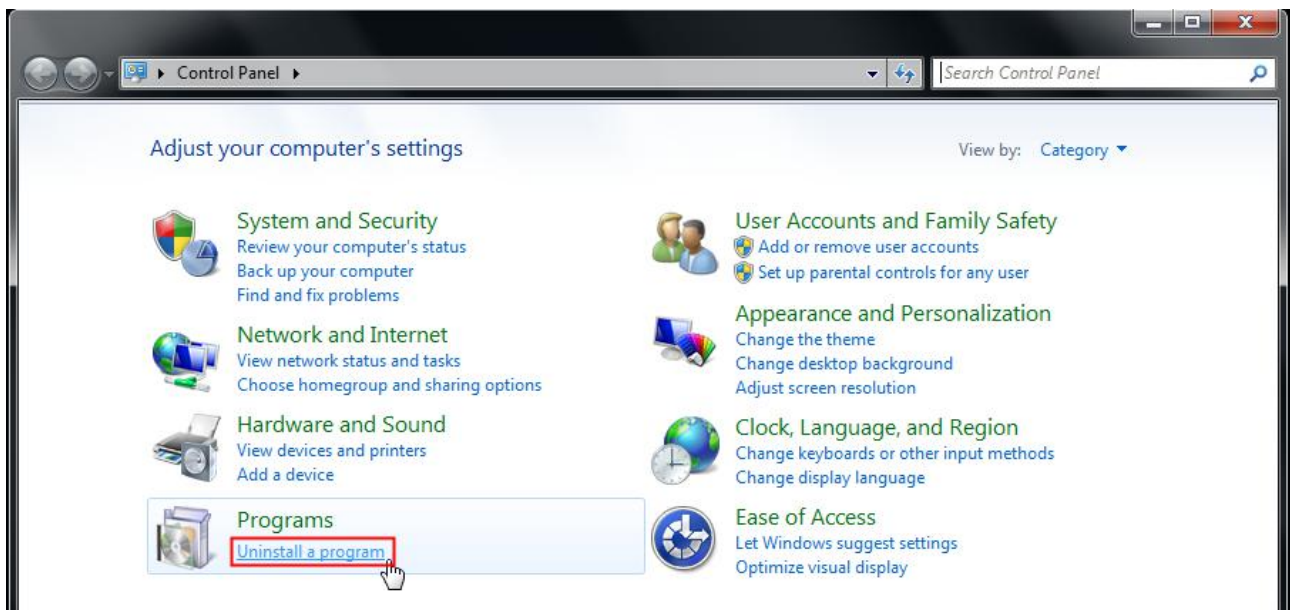 Control Panel
Search Control Panel
Adjust your computer's settings
View by: Category
System and Security
Review your computer's status
Back up your computer
Find and fix problems
Network and Internet
View network status and tasks
Choose homegroup and sharing options
Hardware and Sound
View devices and printers
Add a device
Programs
Uninstall a program
User Accounts and Family Safety
Add or remove user accounts
Set up parental controls for any user
Appearance and Personalization
Change the theme
Change desktop background
Adjust screen resolution
Clock, Language, and Region
Change keyboards or other input methods
Change display language
Ease of Access
Let Windows suggest settings
Optimize visual display